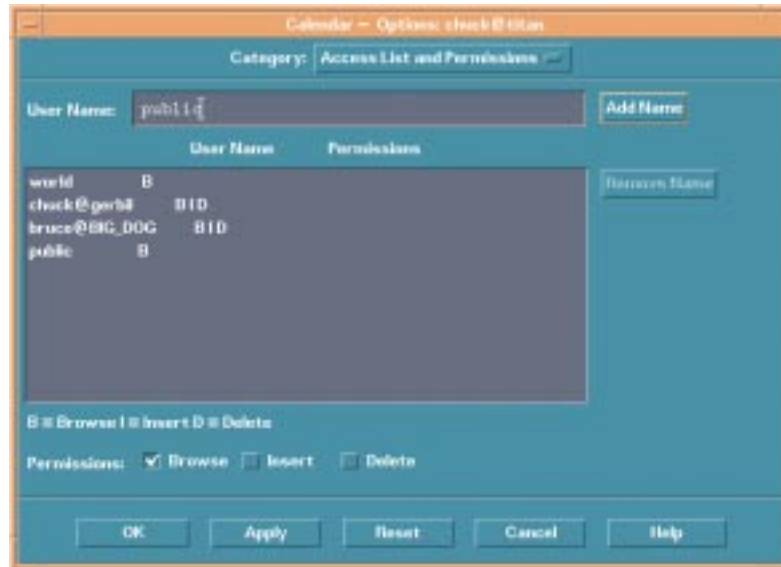 Calendar — Options: chuck@titan
Category: Access List and Permissions
User Name: public Add Name
User Name Permissions
world B
chuck@gerbil B I D
bruce@BIG_DOG B I D
public B
Remove Name
B = Browse I = Insert D = Delete
Permissions: Browse Insert Delete
OK Apply Reset Cancel Help